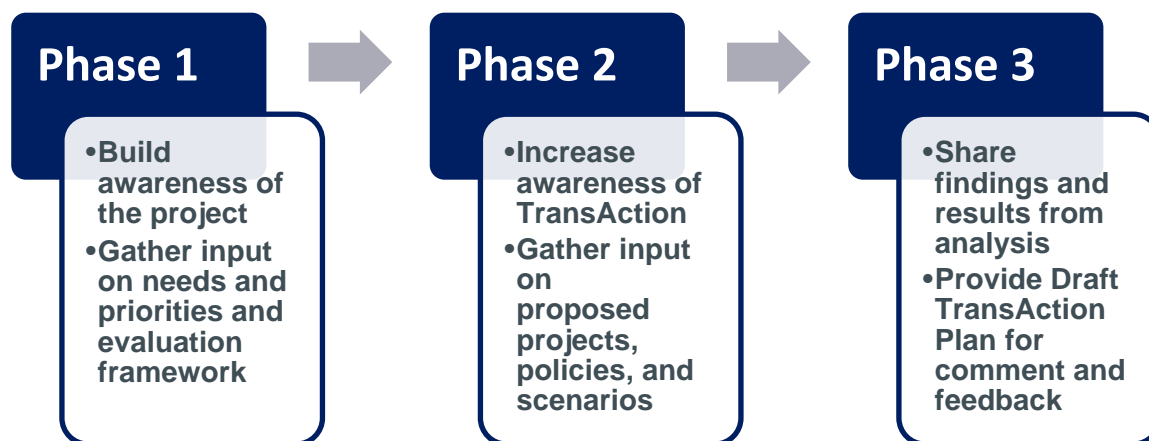 Phase 1
•Build
awareness of
the project
•Gather input
on needs and
priorities and
evaluation
framework
Phase 2
•Increase
awareness of
TransAction
•Gather input
on
proposed
projects,
policies, and
scenarios
Phase 3
•Share
findings and
results from
analysis
•Provide Draft
TransAction
Plan for
comment and
feedback